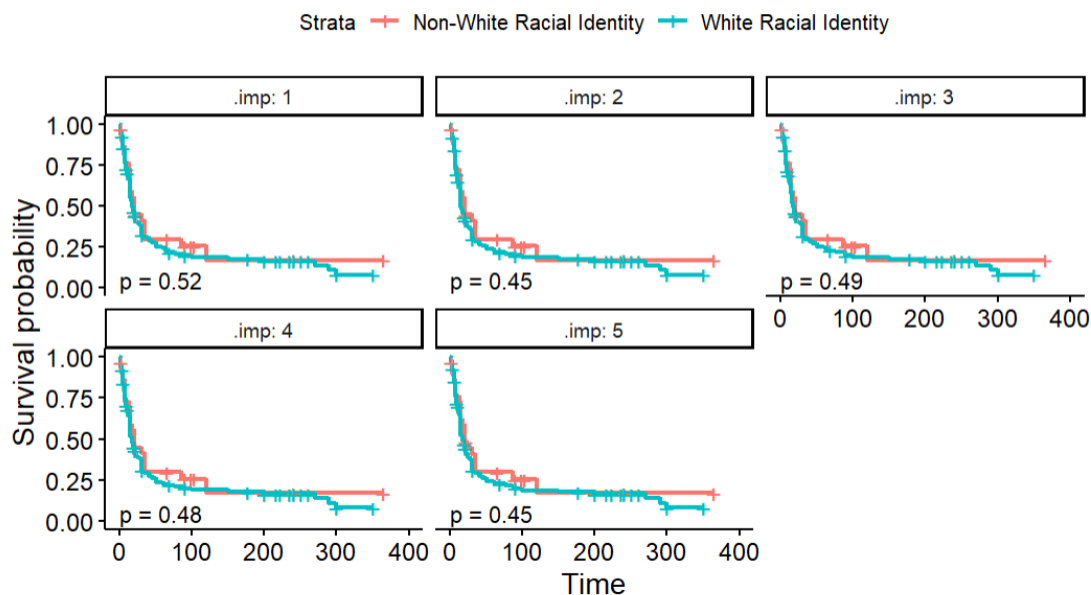 Strata Non-White Racial Identity White Racial Identity
.imp: 1 .imp: 2 .imp: 3
Survival probability
1.00
0.75
0.50
0.25
0.00
p = 0.52 p = 0.45 p = 0.49
0 100 200 300 400
.imp: 4 .imp: 5
1.00
0.75
0.50
0.25
0.00
p = 0.48 p = 0.45
0 100 200 300 400 0 100 200 300 400
Time